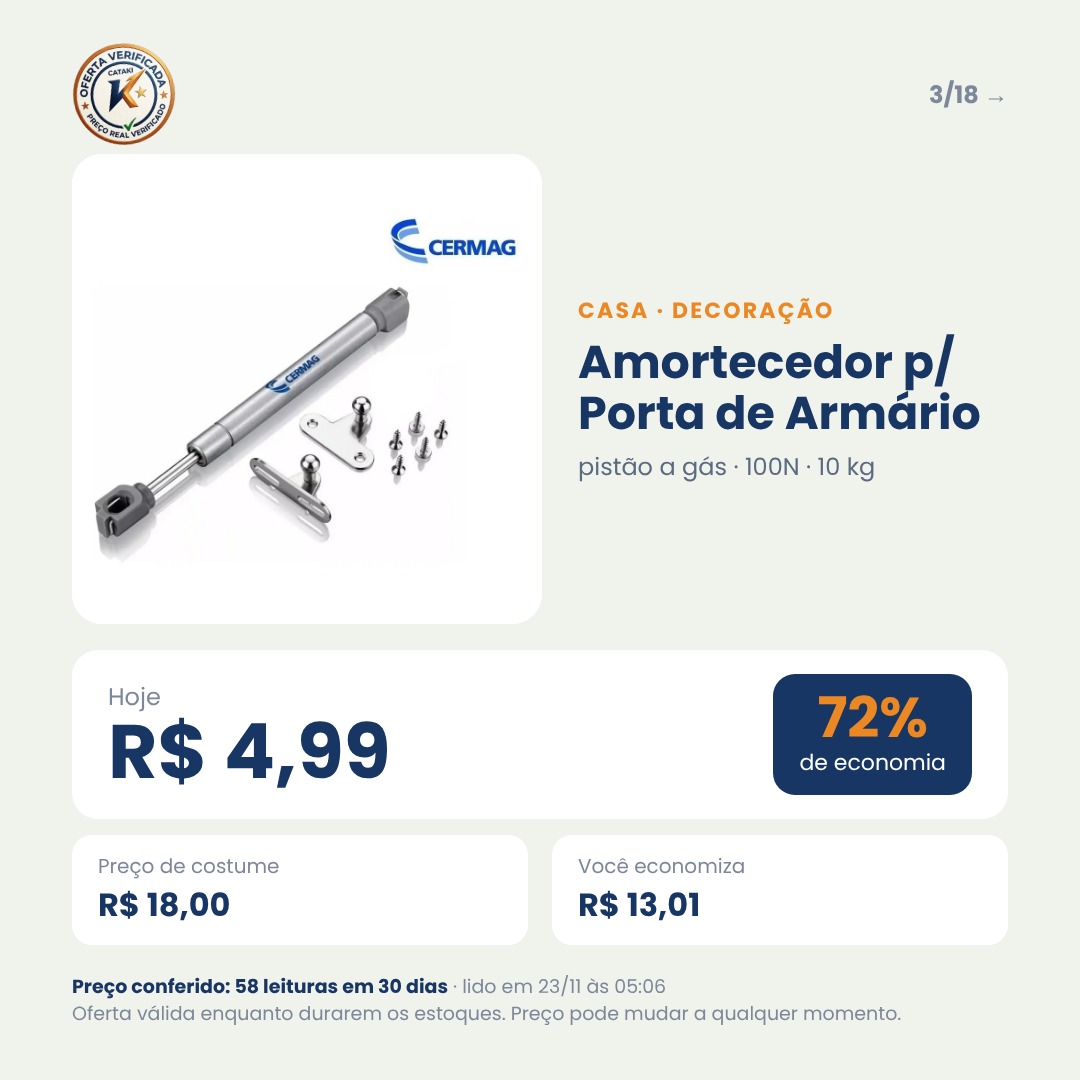 OFERTA VERIFICADA
CATAKI
PREÇO REAL VERIFICADO
3/18 →
CERMAG
CERMAG
CASA · DECORAÇÃO
Amortecedor p/
Porta de Armário
pistão a gás · 100N · 10 kg
Hoje
R$ 4,99
72%
de economia
Preço de costume
R$ 18,00
Você economiza
R$ 13,01
Preço conferido: 58 leituras em 30 dias · lido em 23/11 às 05:06
Oferta válida enquanto durarem os estoques. Preço pode mudar a qualquer momento.